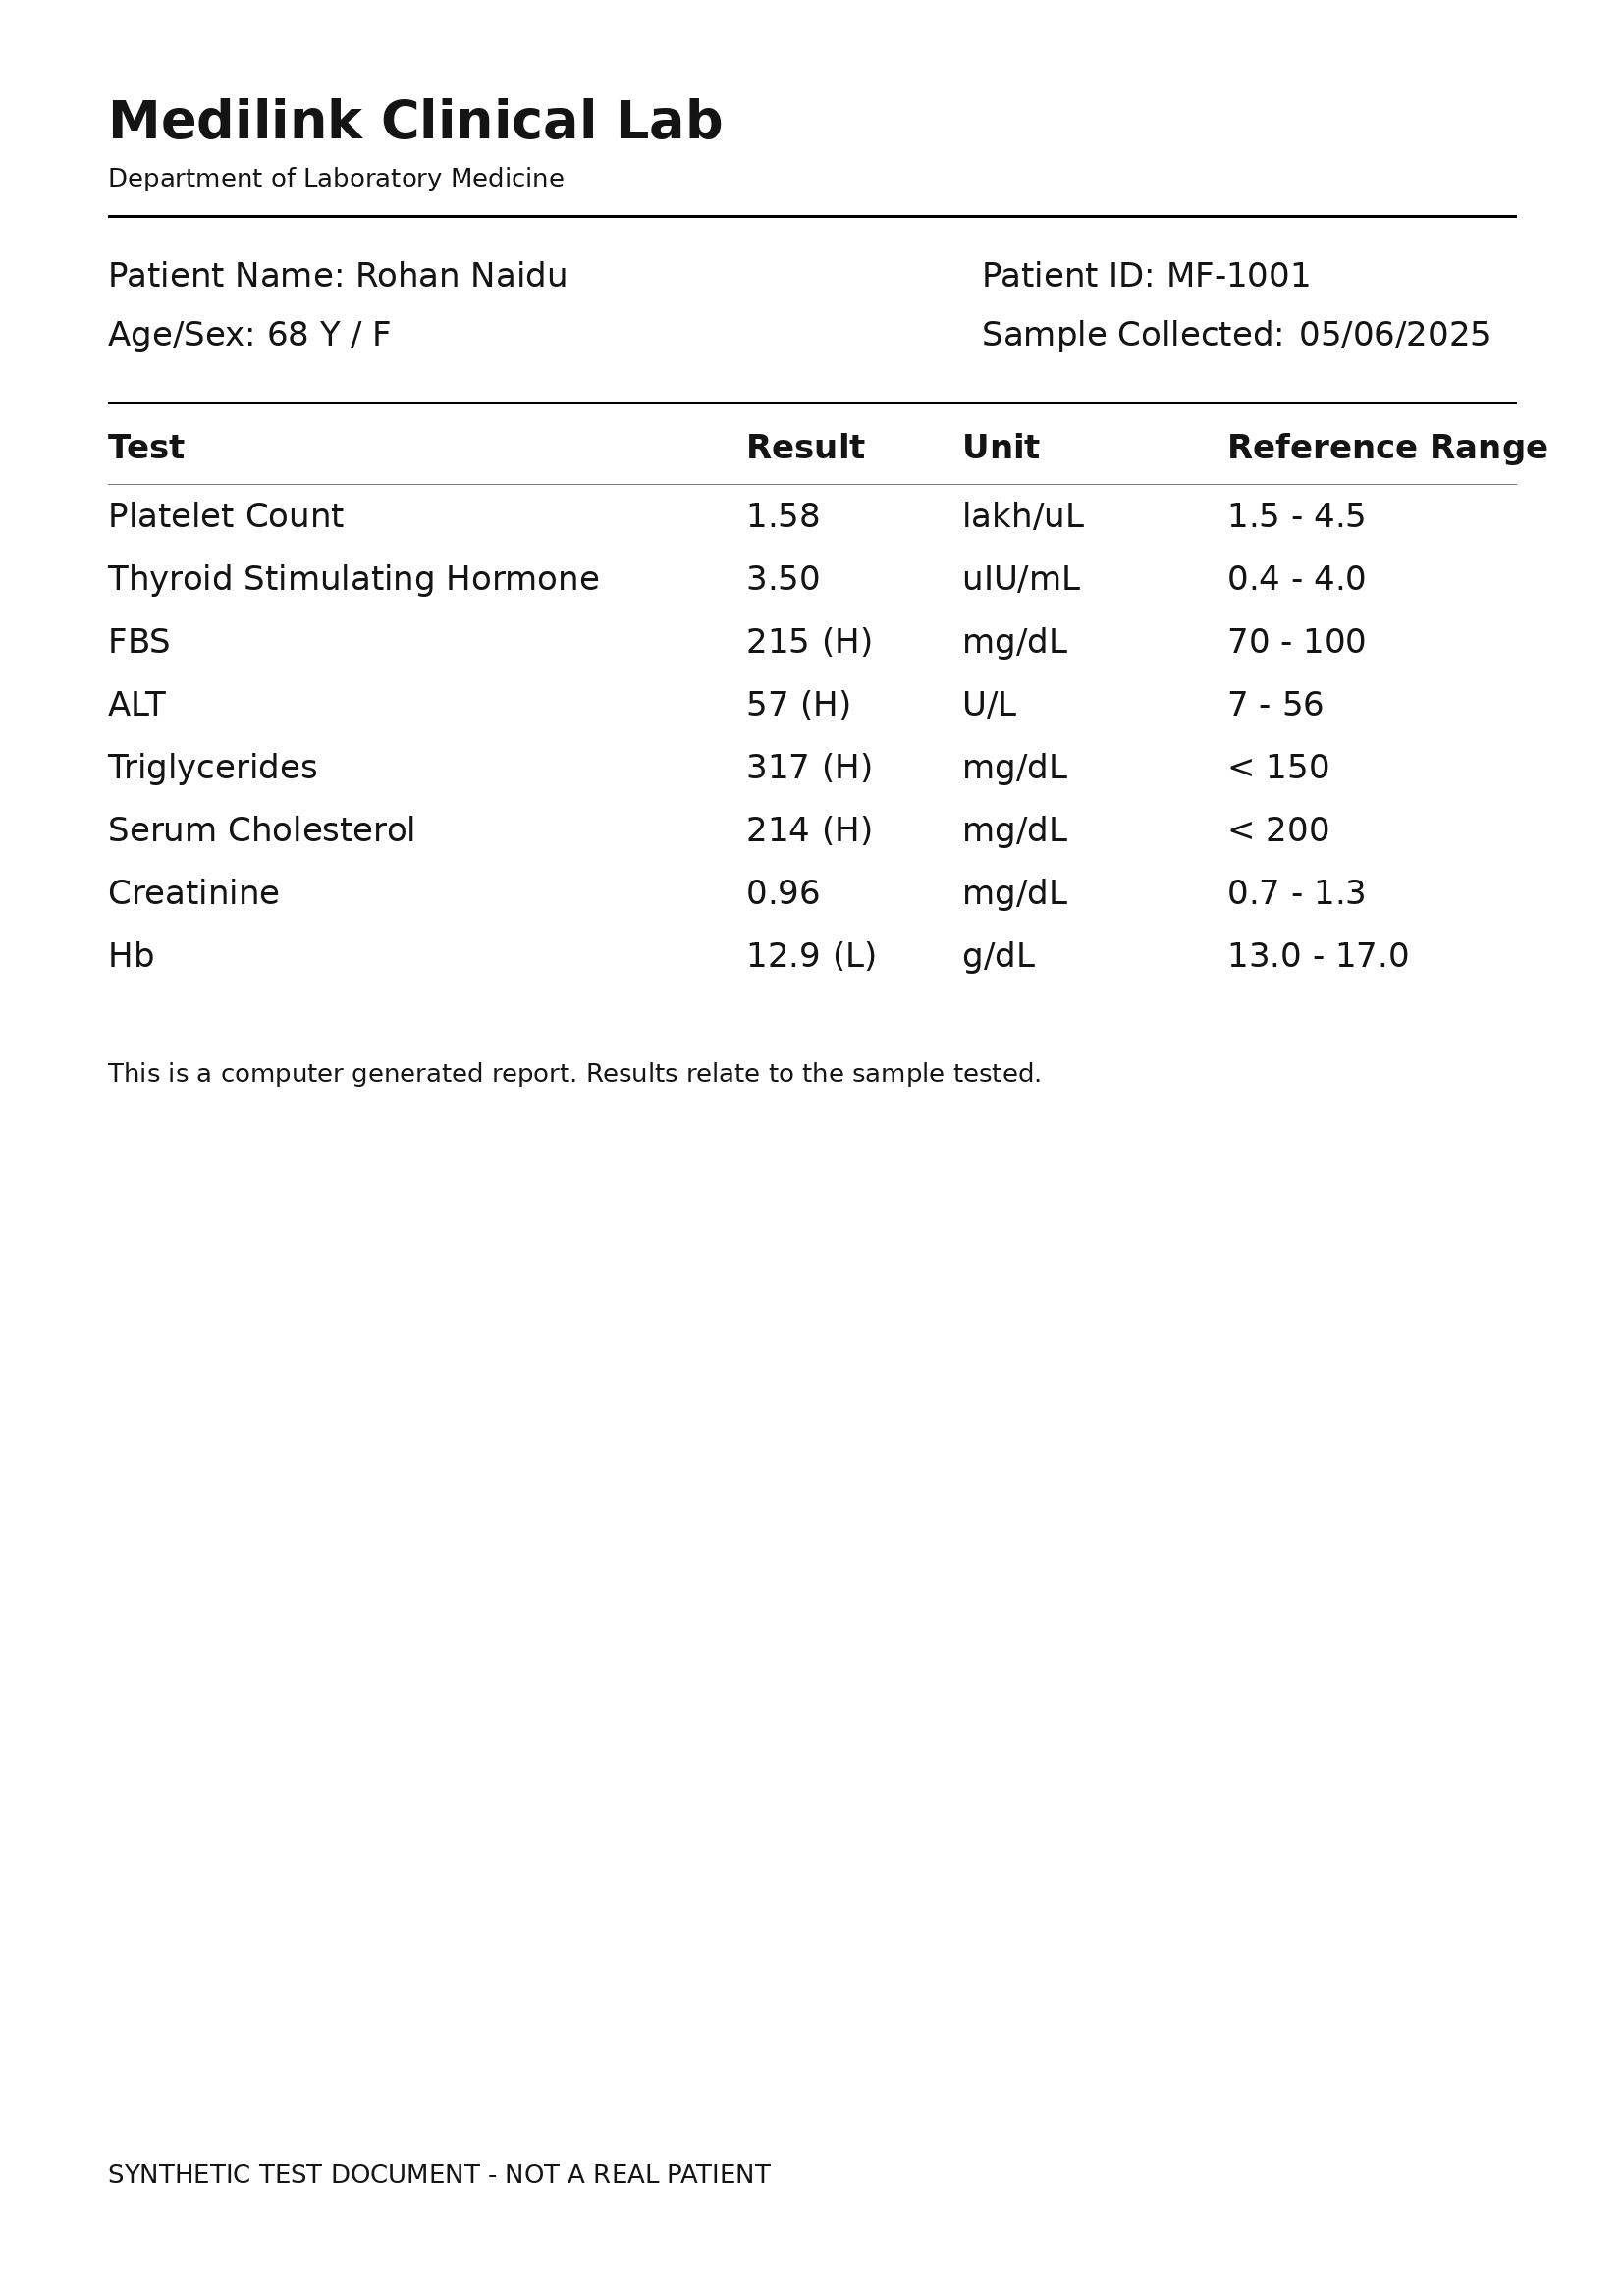 Medilink Clinical Lab
Department of Laboratory Medicine
Patient Name: Rohan Naidu Patient ID: MF-1001
Age/Sex: 68 Y / F Sample Collected: 05/06/2025
Test Result Unit Reference Range
Platelet Count 1.58 lakh/uL 1.5 - 4.5
Thyroid Stimulating Hormone 3.50 uIU/mL 0.4 - 4.0
FBS 215 (H) mg/dL 70 - 100
ALT 57 (H) U/L 7 - 56
Triglycerides 317 (H) mg/dL < 150
Serum Cholesterol 214 (H) mg/dL < 200
Creatinine 0.96 mg/dL 0.7 - 1.3
Hb 12.9 (L) g/dL 13.0 - 17.0
This is a computer generated report. Results relate to the sample tested.
SYNTHETIC TEST DOCUMENT - NOT A REAL PATIENT